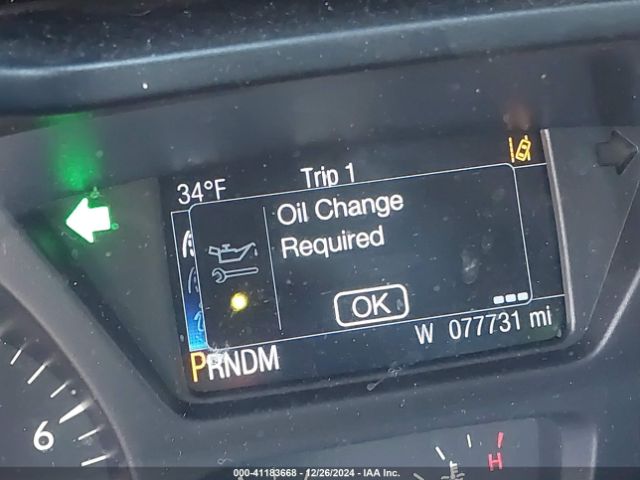 34°F
Trip 1
Oil Change
Required
OK
W 077731 mi
PRNDM
6
H
000-41183668 - 12/26/2024 - IAA Inc.